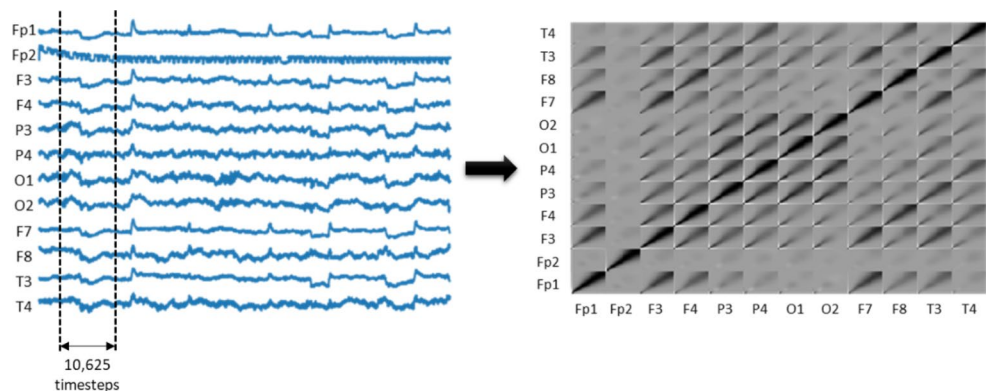 Fp1
Fp2
F3
F4
P3
P4
O1
O2
F7
F8
T3
T4
10,625
timesteps
T4
T3
F8
F7
O2
O1
P4
P3
F4
F3
Fp2
Fp1
Fp1 Fp2 F3 F4 P3 P4 O1 O2 F7 F8 T3 T4